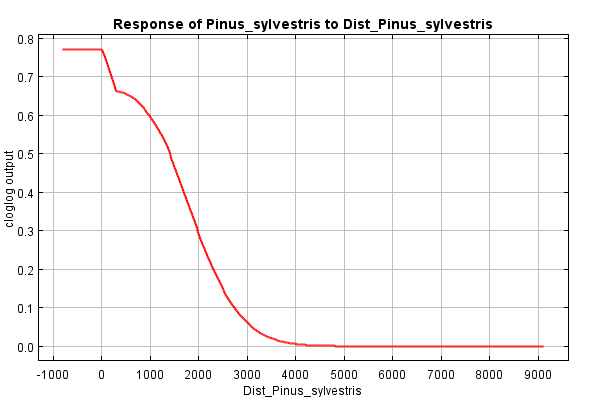 Response of Pinus_sylvestris to Dist_Pinus_sylvestris
0.8
0.7
0.6
0.5
0.4
0.3
0.2
0.1
0.0
cloglog output
-1000 0 1000 2000 3000 4000 5000 6000 7000 8000 9000
Dist_Pinus_sylvestris